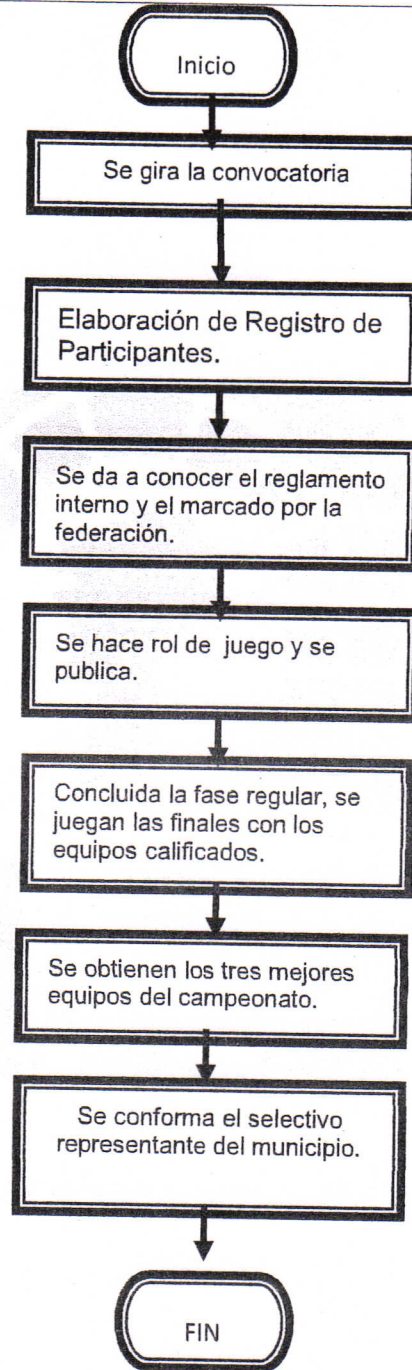 Inicio
Se gira la convocatoria
Elaboración de Registro de
Participantes.
Se da a conocer el reglamento
interno y el marcado por la
federación.
Se hace rol de juego y se
publica.
Concluida la fase regular, se
juegan las finales con los
equipos calificados.
Se obtienen los tres mejores
equipos del campeonato.
Se conforma el selectivo
representante del municipio.
FIN